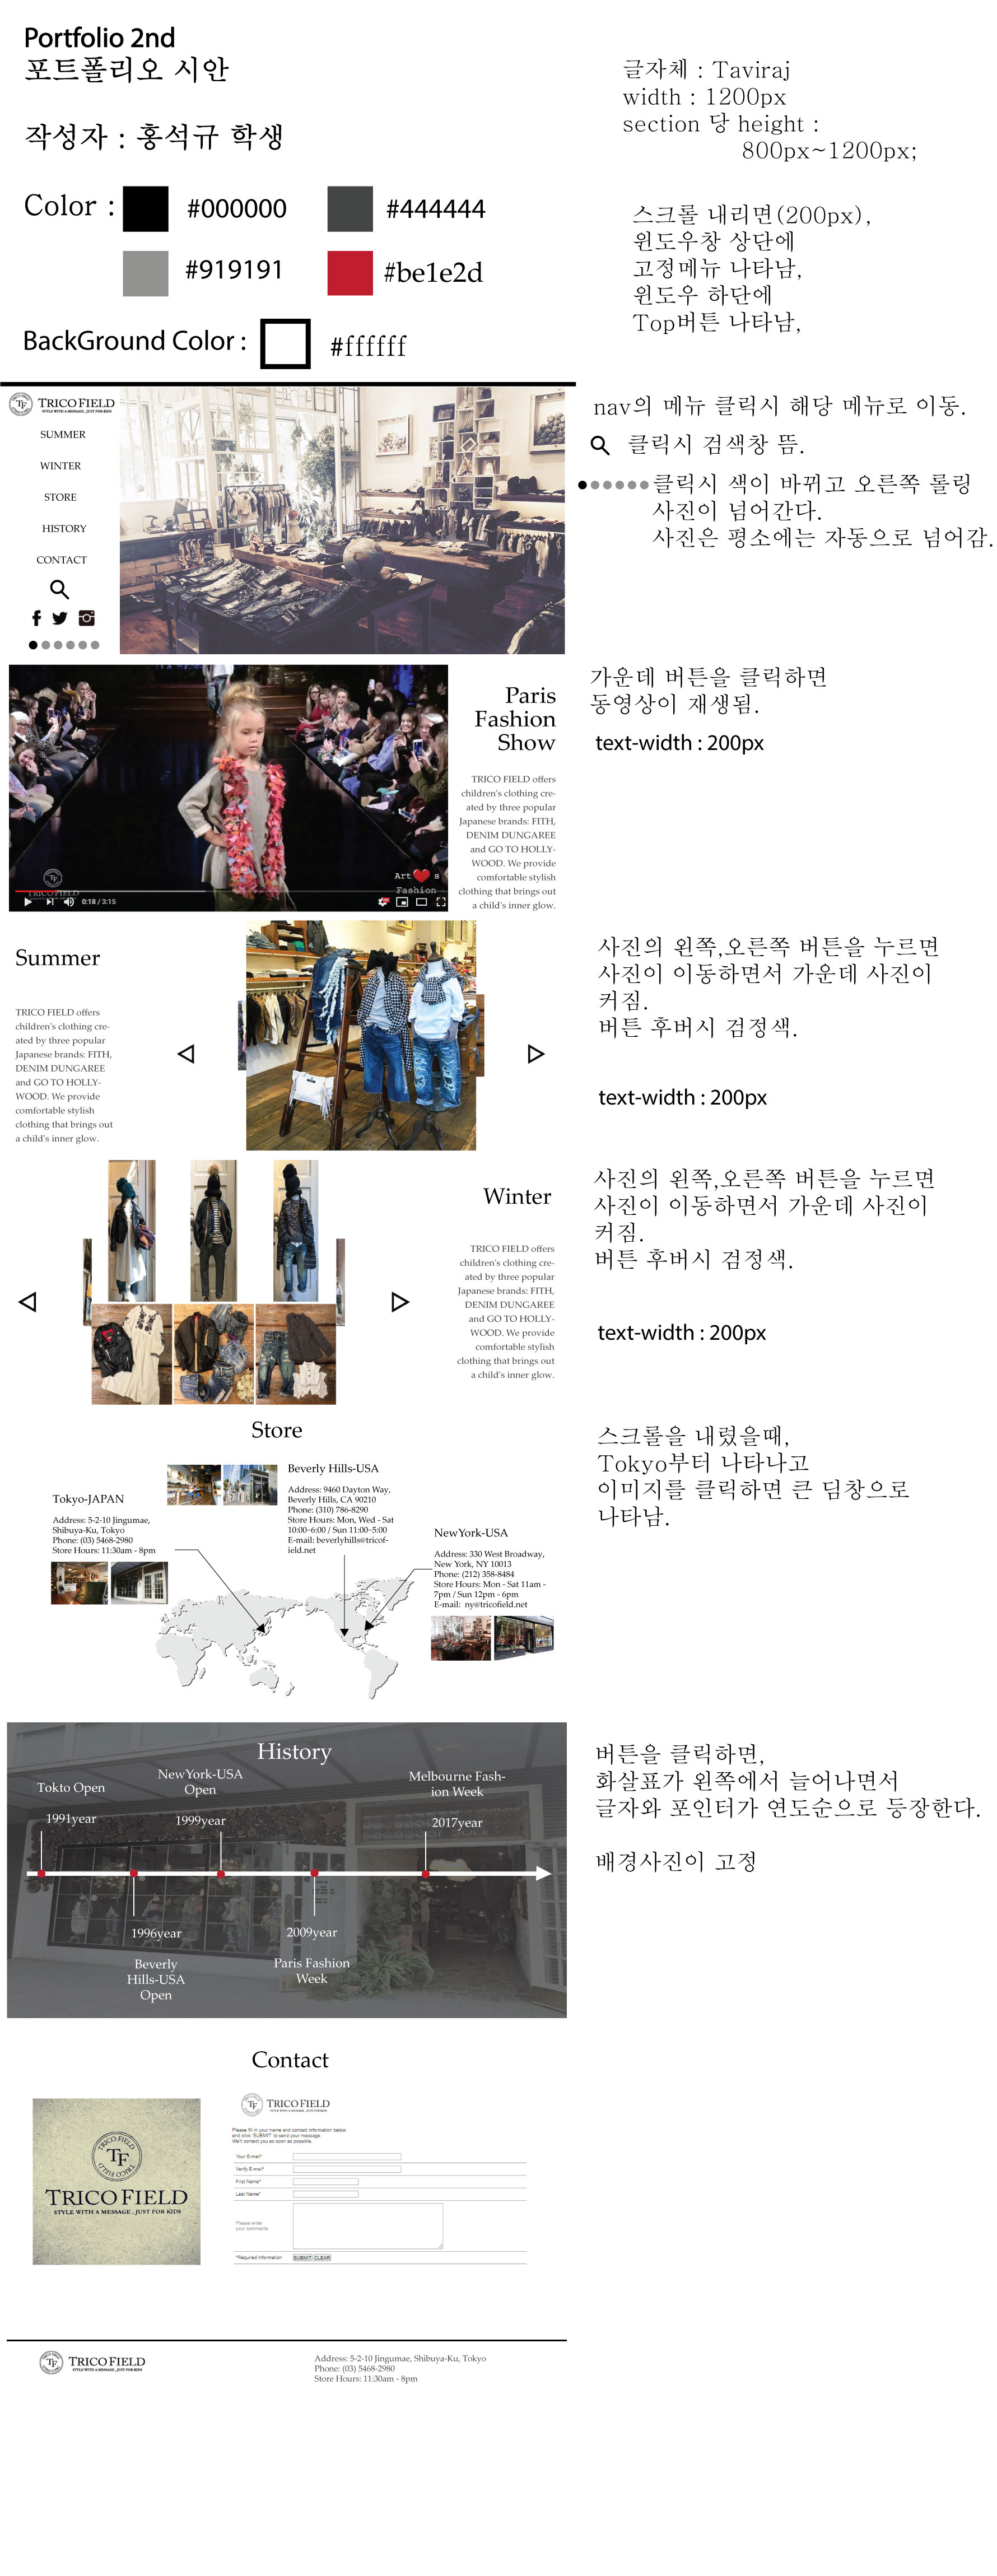 Portfolio 2nd
포트폴리오 시안
작성자 : 홍석규 학생
Color : #000000 #444444
#919191 #be1e2d
BackGround Color : #ffffff
글자체 : Taviraj
width : 1200px
section 당 height :
800px~1200px;
스크롤 내리면(200px),
윈도우창 상단에
고정메뉴 나타남,
윈도우 하단에
Top버튼 나타남,
TRICO FIELD
STYLE WITH A MESSAGE , JUST FOR KIDS
SUMMER
WINTER
STORE
HISTORY
CONTACT
nav의 메뉴 클릭시 해당 메뉴로 이동.
클릭시 검색창 뜸.
클릭시 색이 바뀌고 오른쪽 롤링
사진이 넘어간다.
사진은 평소에는 자동으로 넘어감.
TRICO FIELD
Art s
Fashion
0:18 / 3:15
Paris
Fashion
Show
TRICO FIELD offers
children's clothing cre-
ated by three popular
Japanese brands: FITH,
DENIM DUNGAREE
and GO TO HOLLY-
WOOD. We provide
comfortable stylish
clothing that brings out
a child's inner glow.
가운데 버튼을 클릭하면
동영상이 재생됨.
text-width : 200px
Summer
TRICO FIELD offers
children's clothing cre-
ated by three popular
Japanese brands: FITH,
DENIM DUNGAREE
and GO TO HOLLY-
WOOD. We provide
comfortable stylish
clothing that brings out
a child's inner glow.
사진의 왼쪽,오른쪽 버튼을 누르면
사진이 이동하면서 가운데 사진이
커짐.
버튼 후버시 검정색.
text-width : 200px
Winter
TRICO FIELD offers
children's clothing cre-
ated by three popular
Japanese brands: FITH,
DENIM DUNGAREE
and GO TO HOLLY-
WOOD. We provide
comfortable stylish
clothing that brings out
a child's inner glow.
사진의 왼쪽,오른쪽 버튼을 누르면
사진이 이동하면서 가운데 사진이
커짐.
버튼 후버시 검정색.
text-width : 200px
Store
Tokyo-JAPAN
Address: 5-2-10 Jingumae,
Shibuya-Ku, Tokyo
Phone: (03) 5468-2980
Store Hours: 11:30am - 8pm
Beverly Hills-USA
Address: 9460 Dayton Way,
Beverly Hills, CA 90210
Phone: (310) 786-8290
Store Hours: Mon, Wed - Sat
10:00-6:00 / Sun 11:00-5:00
E-mail: beverlyhills@tricof-
ield.net
NewYork-USA
Address: 330 West Broadway,
New York, NY 10013
Phone: (212) 358-8484
Store Hours: Mon - Sat 11am -
7pm / Sun 12pm - 6pm
E-mail: ny@tricofield.net
스크롤을 내렸을때,
Tokyo부터 나타나고
이미지를 클릭하면 큰 딤창으로
나타남.
History
Tokto Open
1991year
NewYork-USA
Open
1999year
Melbourne Fash-
ion Week
2017year
1996year
Beverly
Hills-USA
Open
2009year
Paris Fashion
Week
버튼을 클릭하면,
화살표가 왼쪽에서 늘어나면서
글자와 포인터가 연도순으로 등장한다.
배경사진이 고정
Contact
TRICO FIELD
TF
TRICO FIELD
TRICO FIELD
STYLE WITH A MESSAGE , JUST FOR KIDS
TRICO FIELD
STYLE WITH A MESSAGE , JUST FOR KIDS
Please fill in your name and contact information below
and click 'SUBMIT' to send your message.
We'll contact you as soon as possible.
Your E-mail*
Verify E-mail*
First Name*
Last Name*
Please enter
your comments
*Required Information SUBMIT CLEAR
TRICO FIELD
STYLE WITH A MESSAGE , JUST FOR KIDS
Address: 5-2-10 Jingumae, Shibuya-Ku, Tokyo
Phone: (03) 5468-2980
Store Hours: 11:30am - 8pm